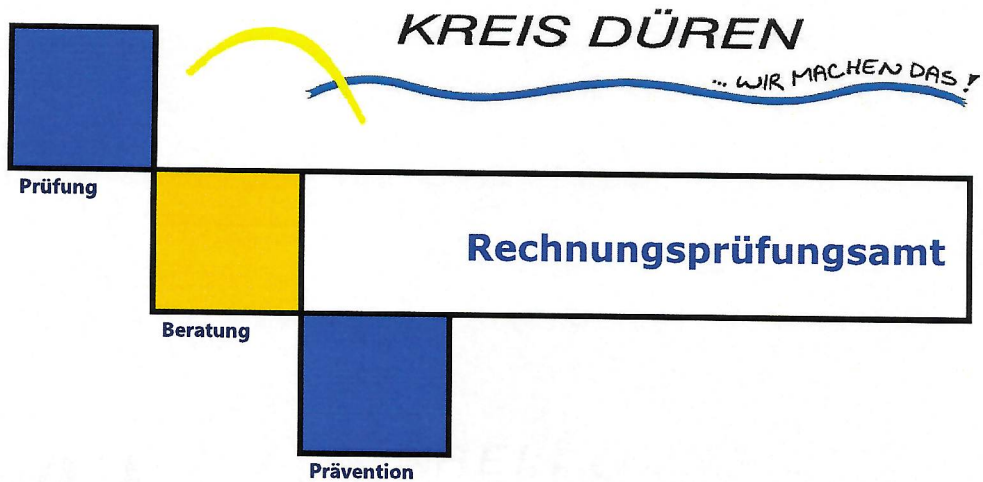 KREIS DÜREN
... WIR MACHEN DAS!
Prüfung
Rechnungsprüfungsamt
Beratung
Prävention